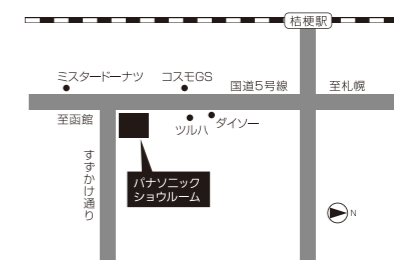 桔梗駅
ミスタードーナツ
コスモGS
国道5号線
至札幌
至函館
ツルハ
ダイソー
すずかけ通り
パナソニック
ショウルーム
N